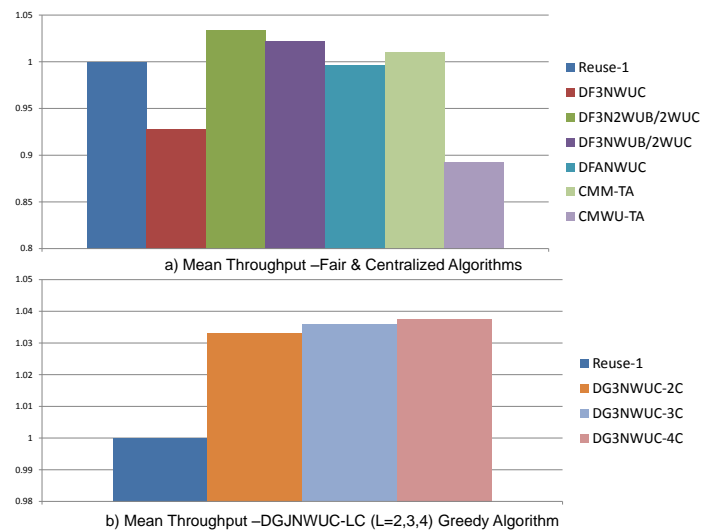 1.05
1
0.95
0.9
0.85
0.8
Reuse-1
DF3NWUC
DF3N2WUB/2WUC
DF3NWUB/2WUC
DFANWUC
CMM-TA
CMWU-TA
a) Mean Throughput –Fair & Centralized Algorithms
1.05
1.04
1.03
1.02
1.01
1
0.99
0.98
Reuse-1
DG3NWUC-2C
DG3NWUC-3C
DG3NWUC-4C
b) Mean Throughput –DGJNWUC-LC (L=2,3,4) Greedy Algorithm